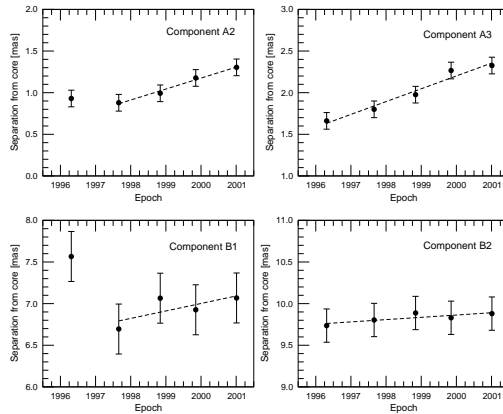 Component A2
Separation from core [mas]
2.0
1.5
1.0
0.5
0.0
1996 1997 1998 1999 2000 2001
Epoch
Component A3
Separation from core [mas]
3.0
2.5
2.0
1.5
1.0
1996 1997 1998 1999 2000 2001
Epoch
Component B1
Separation from core [mas]
8.0
7.5
7.0
6.5
6.0
1996 1997 1998 1999 2000 2001
Epoch
Component B2
Separation from core [mas]
11.0
10.5
10.0
9.5
9.0
1996 1997 1998 1999 2000 2001
Epoch